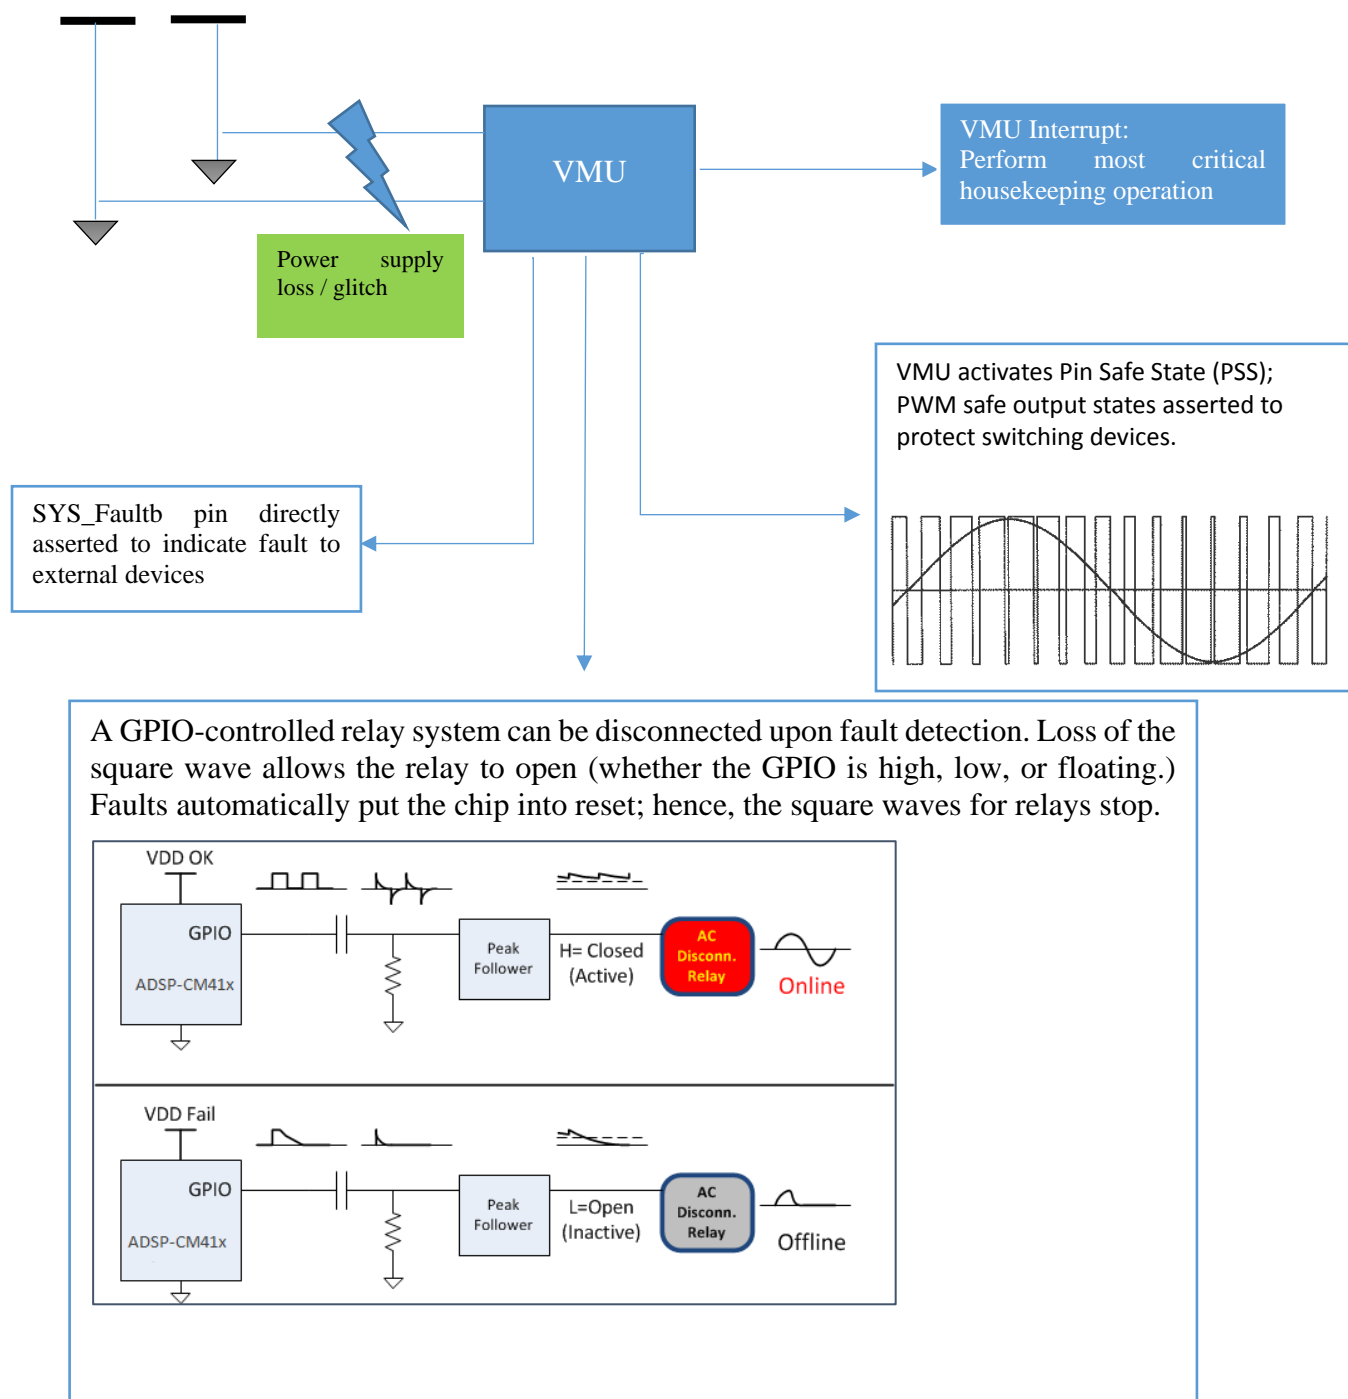 VMU
VMU Interrupt:
Perform most critical
housekeeping operation
Power supply
loss / glitch
VMU activates Pin Safe State (PSS);
PWM safe output states asserted to
protect switching devices.
SYS_Faultb pin directly
asserted to indicate fault to
external devices
A GPIO-controlled relay system can be disconnected upon fault detection. Loss of the
square wave allows the relay to open (whether the GPIO is high, low, or floating.)
Faults automatically put the chip into reset; hence, the square waves for relays stop.
VDD OK
GPIO
ADSP-CM41x
Peak
Follower
H= Closed
(Active)
AC
Disconn.
Relay
Online
VDD Fail
GPIO
ADSP-CM41x
Peak
Follower
L=Open
(Inactive)
AC
Disconn.
Relay
Offline